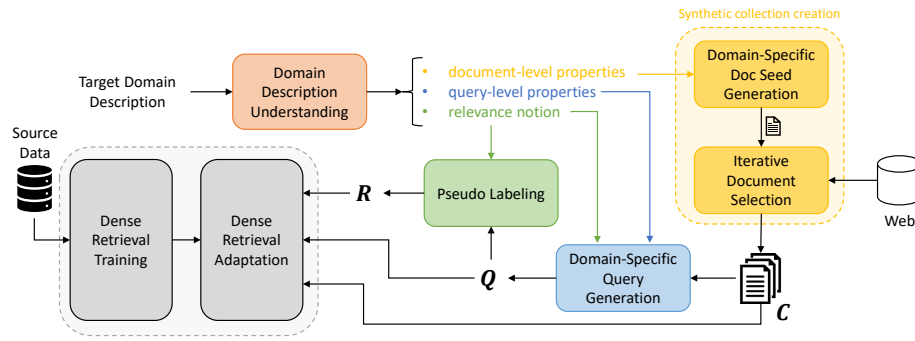 Synthetic collection creation
Target Domain
Description
Domain
Description
Understanding
• document-level properties
• query-level properties
• relevance notion
Domain-Specific
Doc Seed
Generation
Source
Data
Dense
Retrieval
Training
Dense
Retrieval
Adaptation
R
Pseudo Labeling
Iterative
Document
Selection
Web
Q
Domain-Specific
Query
Generation
C